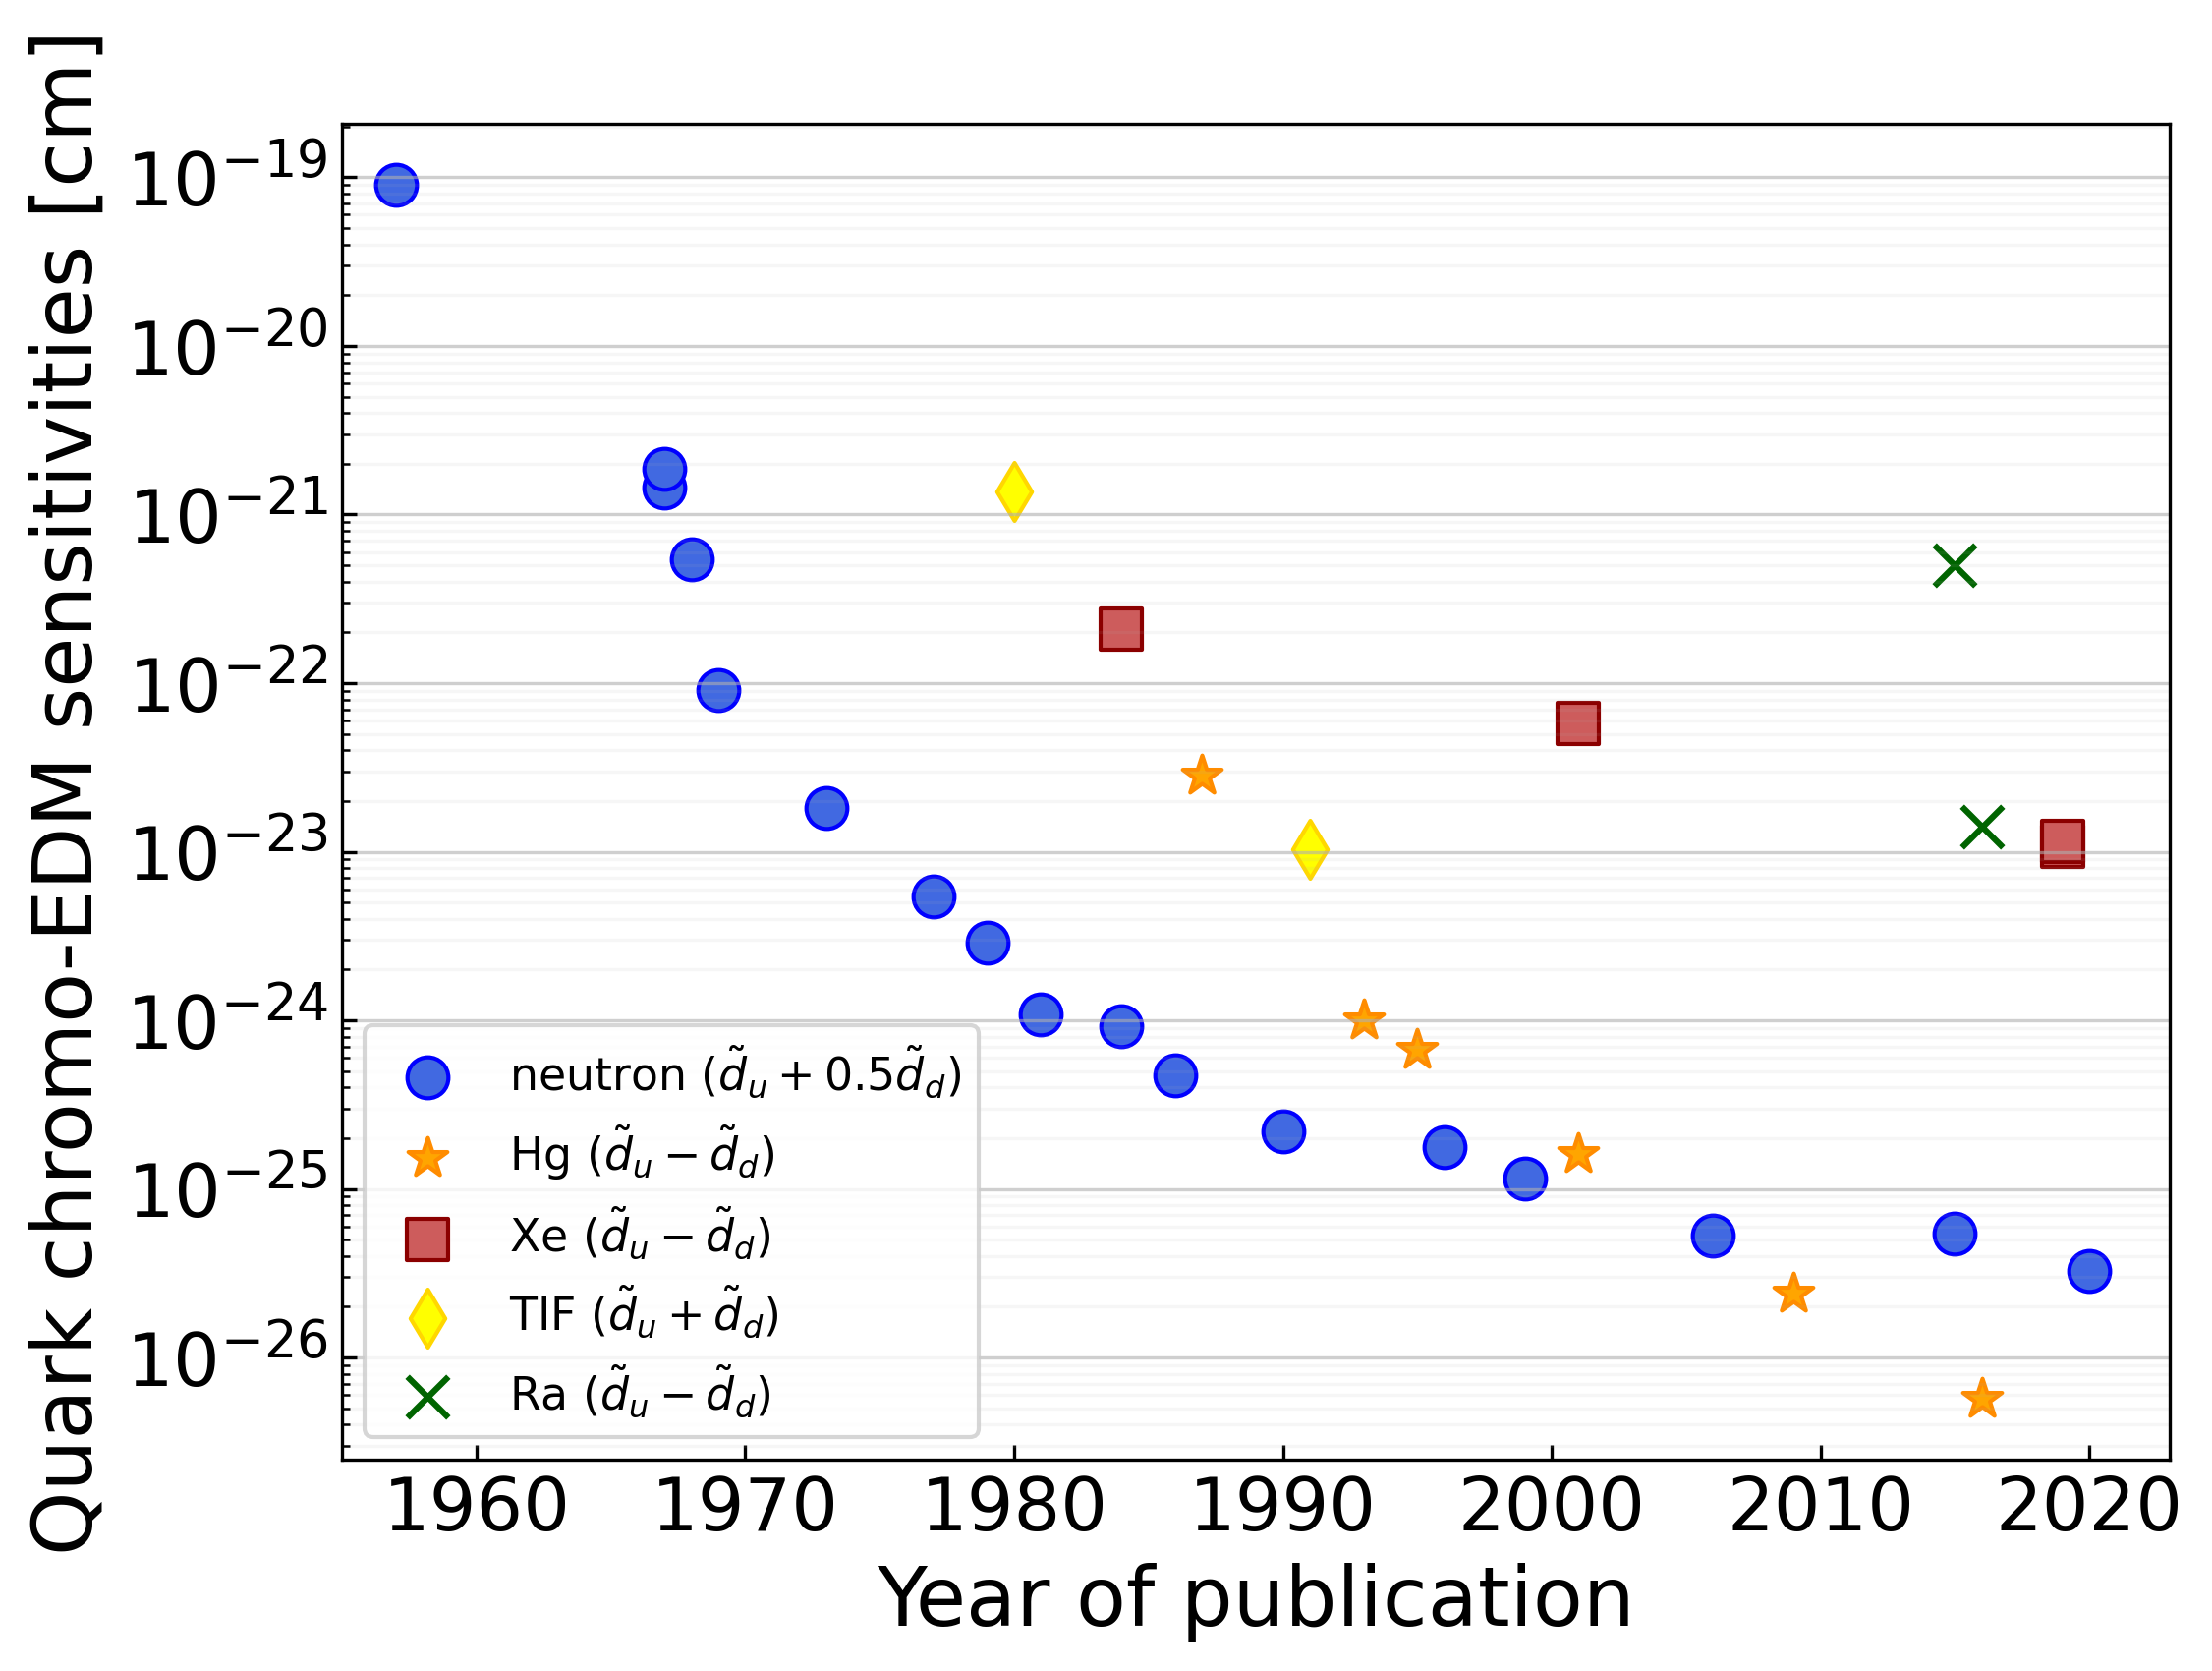 Quark chromo-EDM sensitivities [cm]
10⁻¹⁹
10⁻²⁰
10⁻²¹
10⁻²²
10⁻²³
10⁻²⁴
10⁻²⁵
10⁻²⁶
neutron (d̃ᵤ + 0.5d̃_d)
Hg (d̃ᵤ − d̃_d)
Xe (d̃ᵤ − d̃_d)
TIF (d̃ᵤ + d̃_d)
Ra (d̃ᵤ − d̃_d)
1960 1970 1980 1990 2000 2010 2020
Year of publication